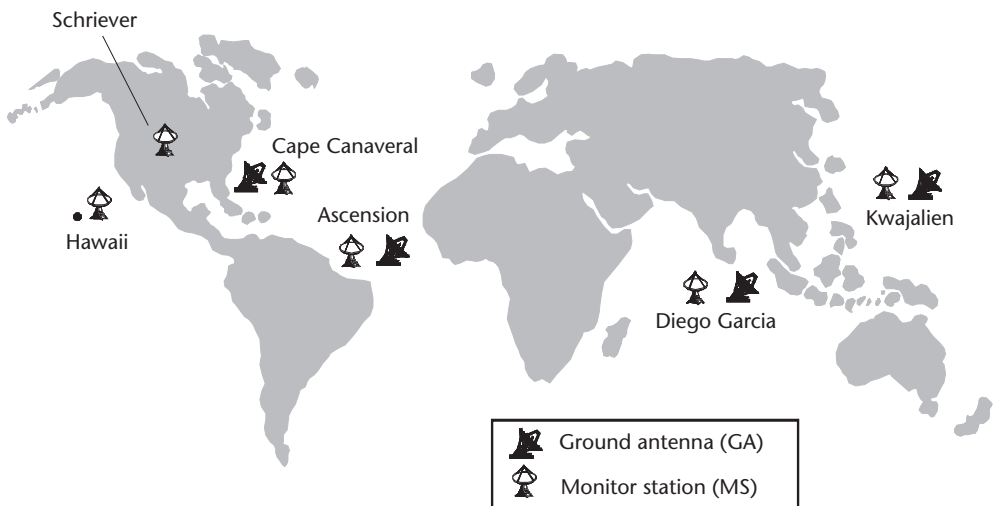 Schriever
Cape Canaveral
Ascension
Hawaii
Kwajalien
Diego Garcia
Ground antenna (GA)
Monitor station (MS)